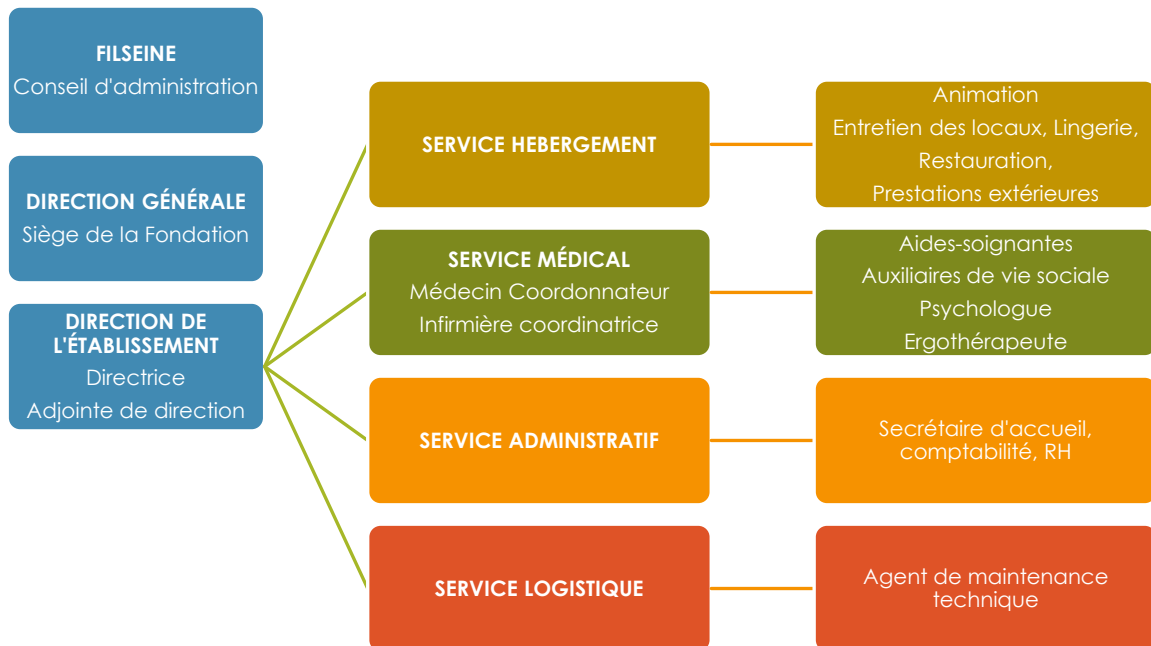 FILSEINE
Conseil d'administration
DIRECTION GÉNÉRALE
Siège de la Fondation
DIRECTION DE
L'ÉTABLISSEMENT
Directrice
Adjointe de direction
SERVICE HEBERGEMENT
Animation
Entretien des locaux, Lingerie,
Restauration,
Prestations extérieures
SERVICE MÉDICAL
Médecin Coordonnateur
Infirmière coordinatrice
Aides-soignantes
Auxiliaires de vie sociale
Psychologue
Ergothérapeute
SERVICE ADMINISTRATIF
Secrétaire d'accueil,
comptabilité, RH
SERVICE LOGISTIQUE
Agent de maintenance
technique